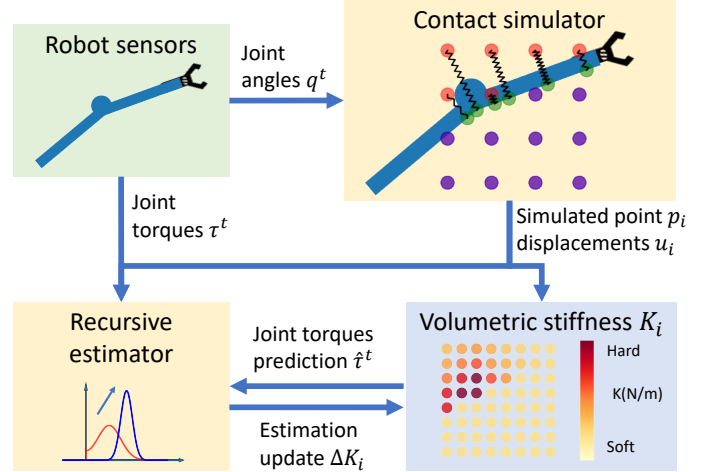 Robot sensors
Joint
angles q^t
Contact simulator
Joint
torques τ^t
Simulated point p_i
displacements u_i
Recursive
estimator
Joint torques
prediction τ̂^t
Estimation
update ΔK_i
Volumetric stiffness K_i
Hard
K(N/m)
Soft